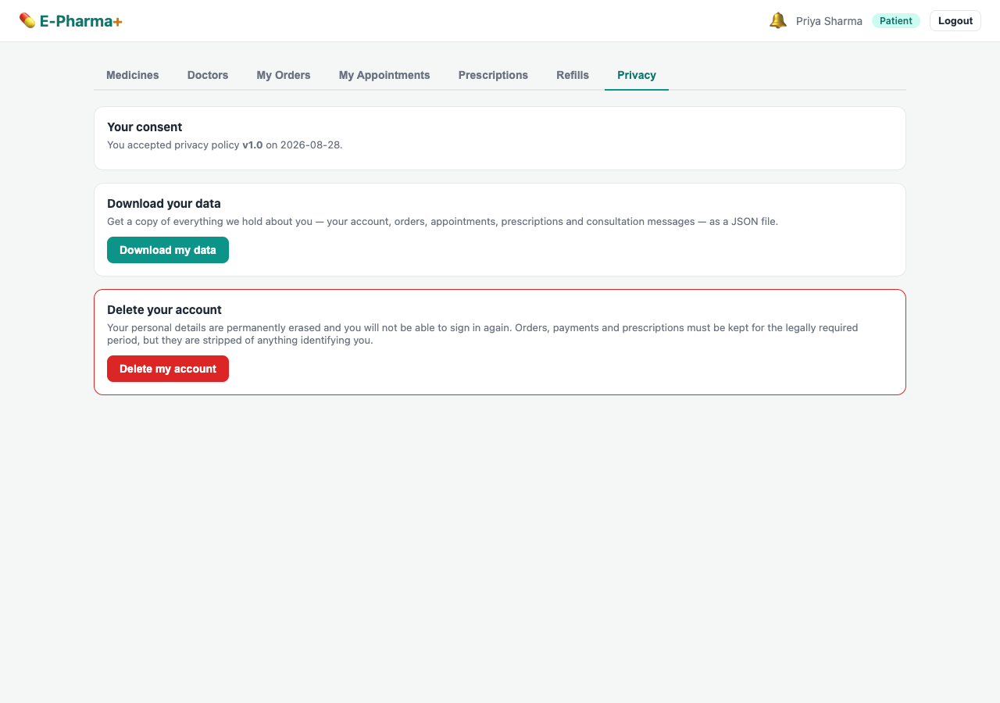 E-Pharma+
Priya Sharma
Patient
Logout
Medicines
Doctors
My Orders
My Appointments
Prescriptions
Refills
Privacy
Your consent
You accepted privacy policy v1.0 on 2026-08-28.
Download your data
Get a copy of everything we hold about you — your account, orders, appointments, prescriptions and consultation messages — as a JSON file.
Download my data
Delete your account
Your personal details are permanently erased and you will not be able to sign in again. Orders, payments and prescriptions must be kept for the legally required
period, but they are stripped of anything identifying you.
Delete my account